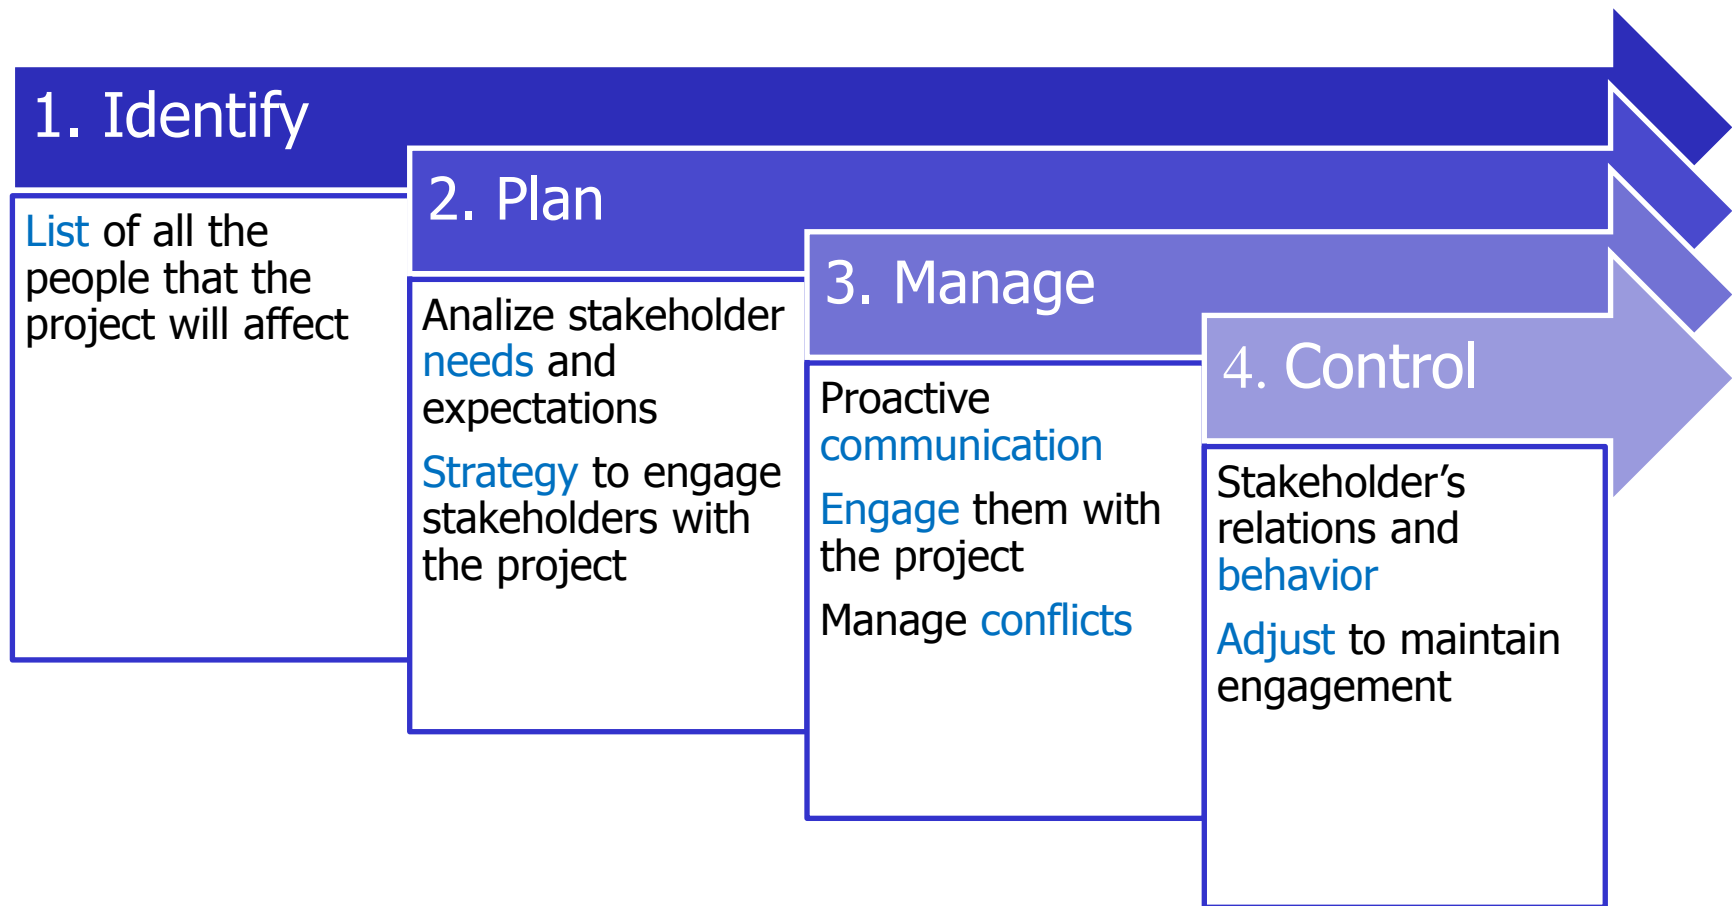 1. Identify
List of all the
people that the
project will affect
2. Plan
Analize stakeholder
needs and
expectations
Strategy to engage
stakeholders with
the project
3. Manage
Proactive
communication
Engage them with
the project
Manage conflicts
4. Control
Stakeholder’s
relations and
behavior
Adjust to maintain
engagement